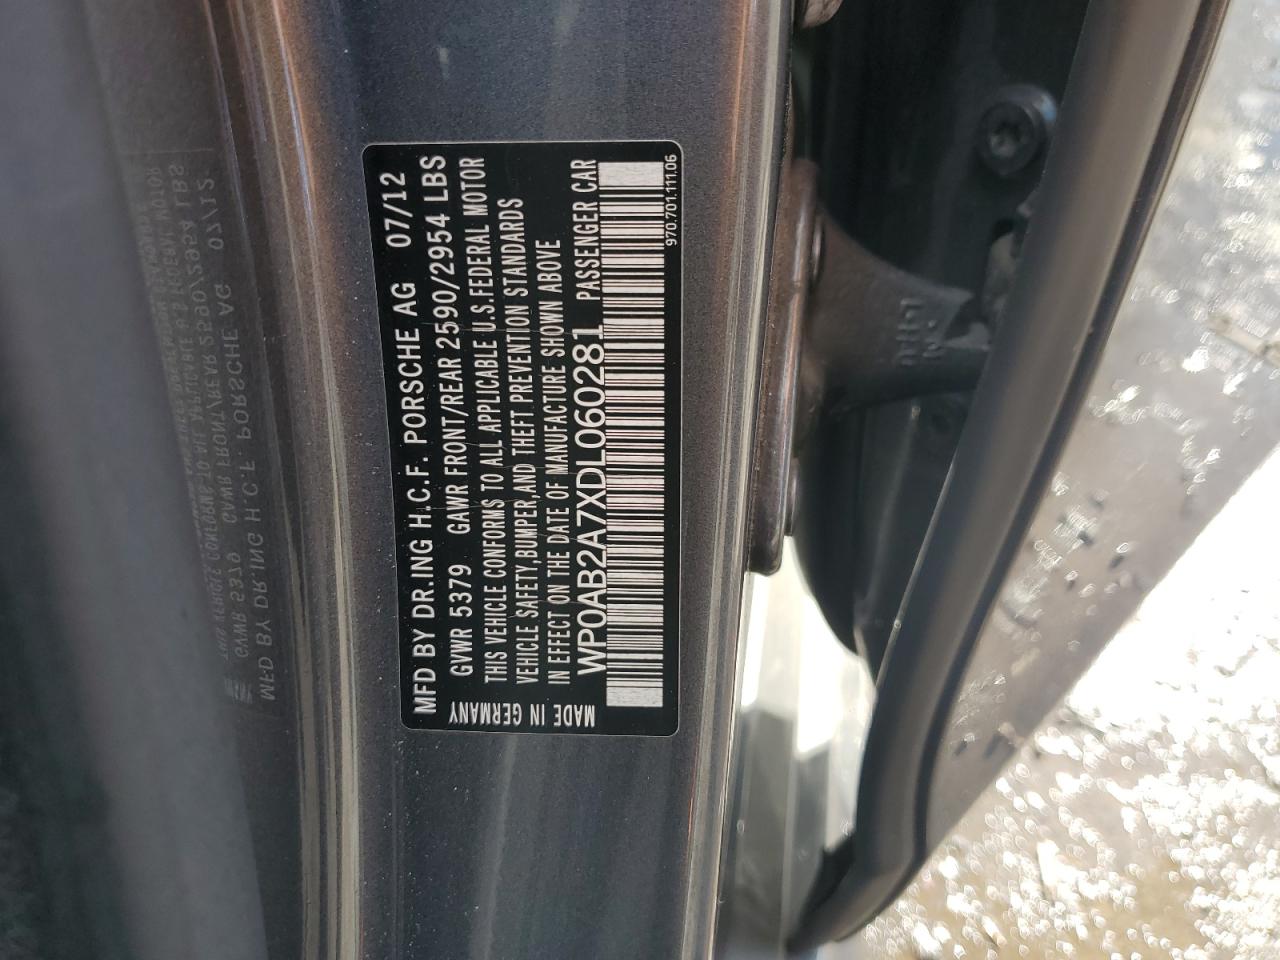 MFD BY DR.ING H.C.F. PORSCHE AG 07/12
GVWR 5379 GAWR FRONT/REAR 2590/2954 LBS
THIS VEHICLE CONFORMS TO ALL APPLICABLE U.S.FEDERAL MOTOR
VEHICLE SAFETY,BUMPER,AND THEFT PREVENTION STANDARDS
IN EFFECT ON THE DATE OF MANUFACTURE SHOWN ABOVE
WP0AB2A7XDL060281 PASSENGER CAR
MADE IN GERMANY
970.701.111.06